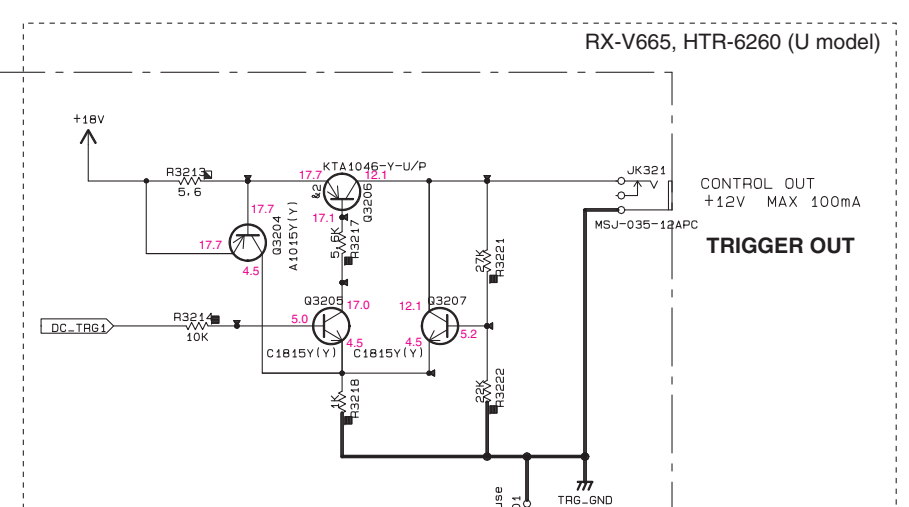 RX-V665, HTR-6260 (U model)
+18V
R3213
5.6
17.7
KTA1046-Y-U/P
12.1
&2
Q3206
17.1
17.7
Q3204
A1015Y(Y)
17.7
4.5
5.6K
R3217
JK321
CONTROL OUT
+12V MAX 100mA
MSJ-035-12APC
TRIGGER OUT
27K
R3221
Q3205
17.0
12.1
Q3207
DC_TRG1
R3214
10K
5.0
5.2
4.5
4.5
C1815Y(Y)
C1815Y(Y)
1K
R3218
22K
R3222
TRG_GND
use